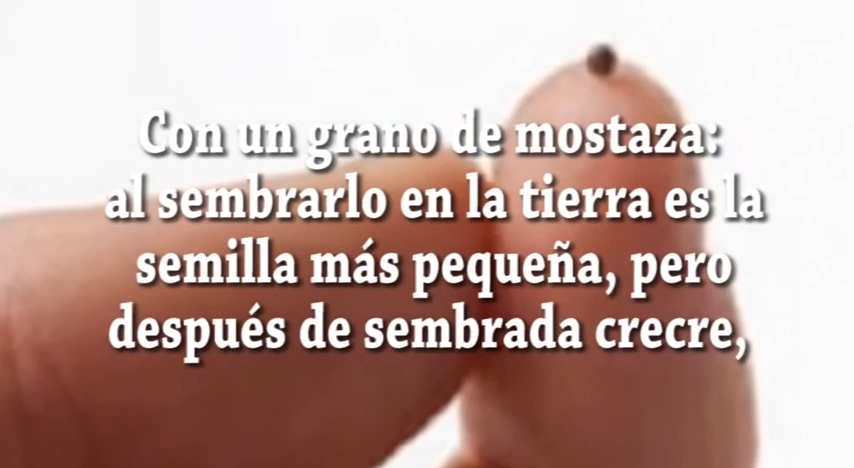 Con un grano de mostaza:
al sembrarlo en la tierra es la
semilla más pequeña, pero
después de sembrada crecre,